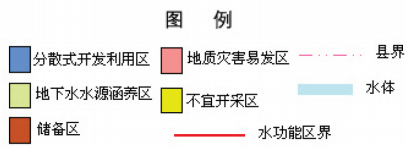 图 例
分散式开发利用区
地质灾害易发区
县界
地下水水源涵养区
不宜开采区
水体
储备区
水功能区界